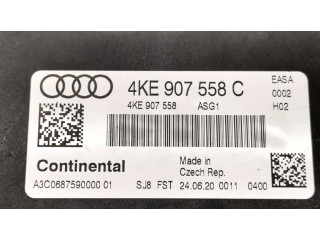 4KE 907 558 C
EASA
4KE 907 558 ASG1
0002
H02
Continental
Made in
Czech Rep.
A3C0687590000 01
SJ8 FST 24.06.20 0011 0400